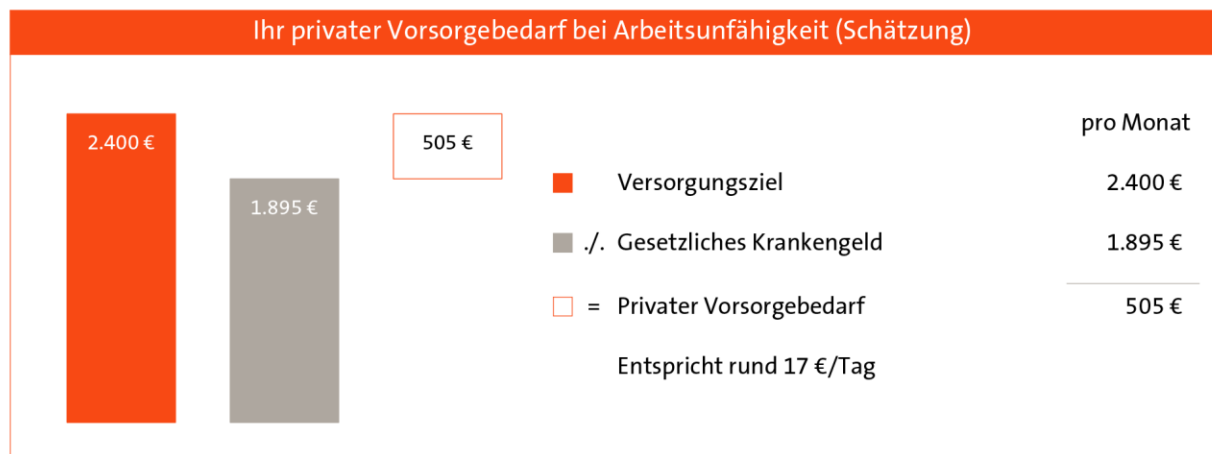 Ihr privater Vorsorgebedarf bei Arbeitsunfähigkeit (Schätzung)
2.400 €
1.895 €
505 €
pro Monat
Versorgungsziel 2.400 €
./. Gesetzliches Krankengeld 1.895 €
= Privater Vorsorgebedarf 505 €
Entspricht rund 17 €/Tag